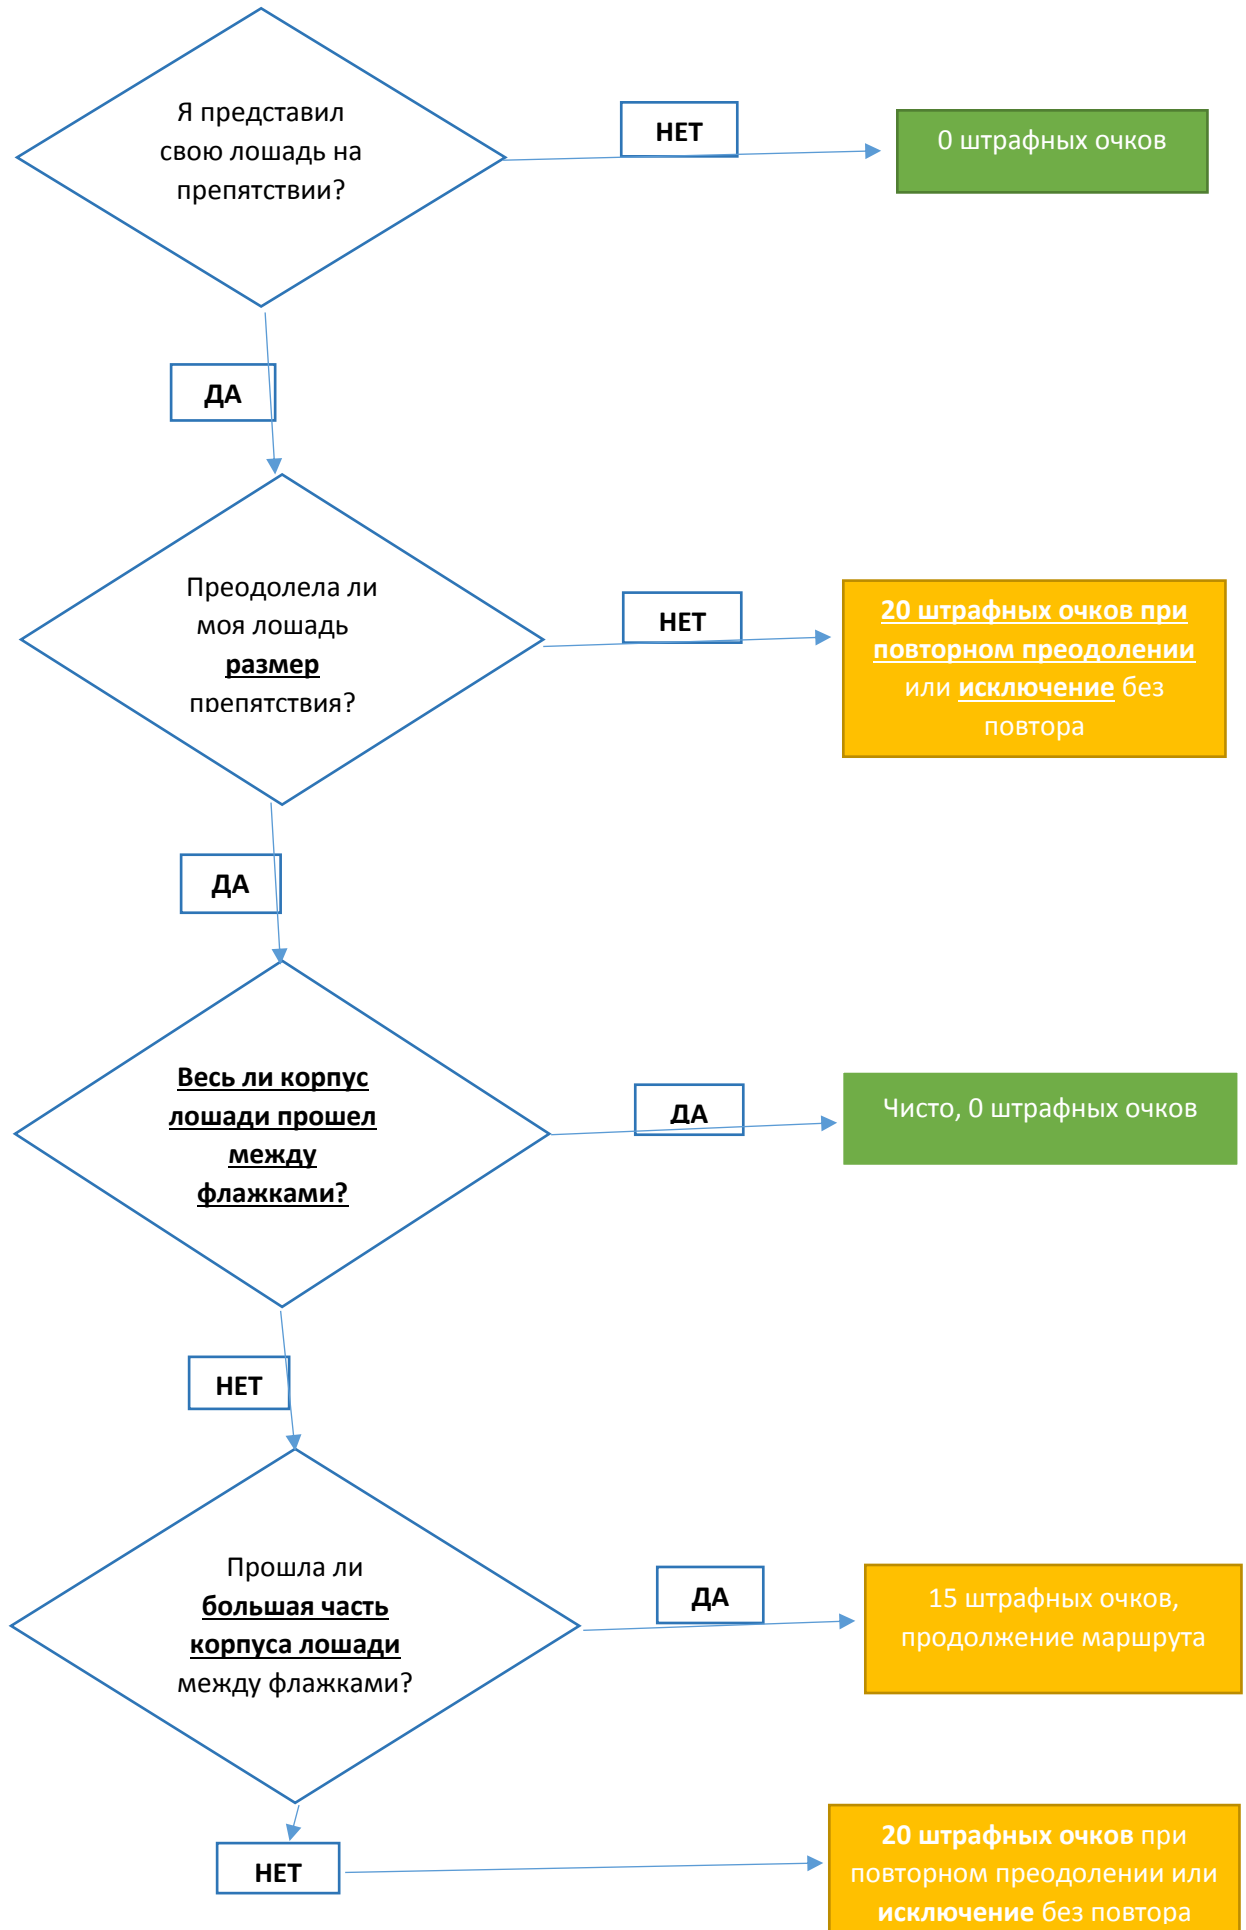 Я представил
свою лошадь на
препятствии?
НЕТ
0 штрафных очков
ДА
Преодолела ли
моя лошадь
размер
препятствия?
НЕТ
20 штрафных очков при
повторном преодолении
или исключение без
повтора
ДА
Весь ли корпус
лошади прошел
между
флажками?
ДА
Чисто, 0 штрафных очков
НЕТ
Прошла ли
большая часть
корпуса лошади
между флажками?
ДА
15 штрафных очков,
продолжение маршрута
НЕТ
20 штрафных очков при
повторном преодолении или
исключение без повтора